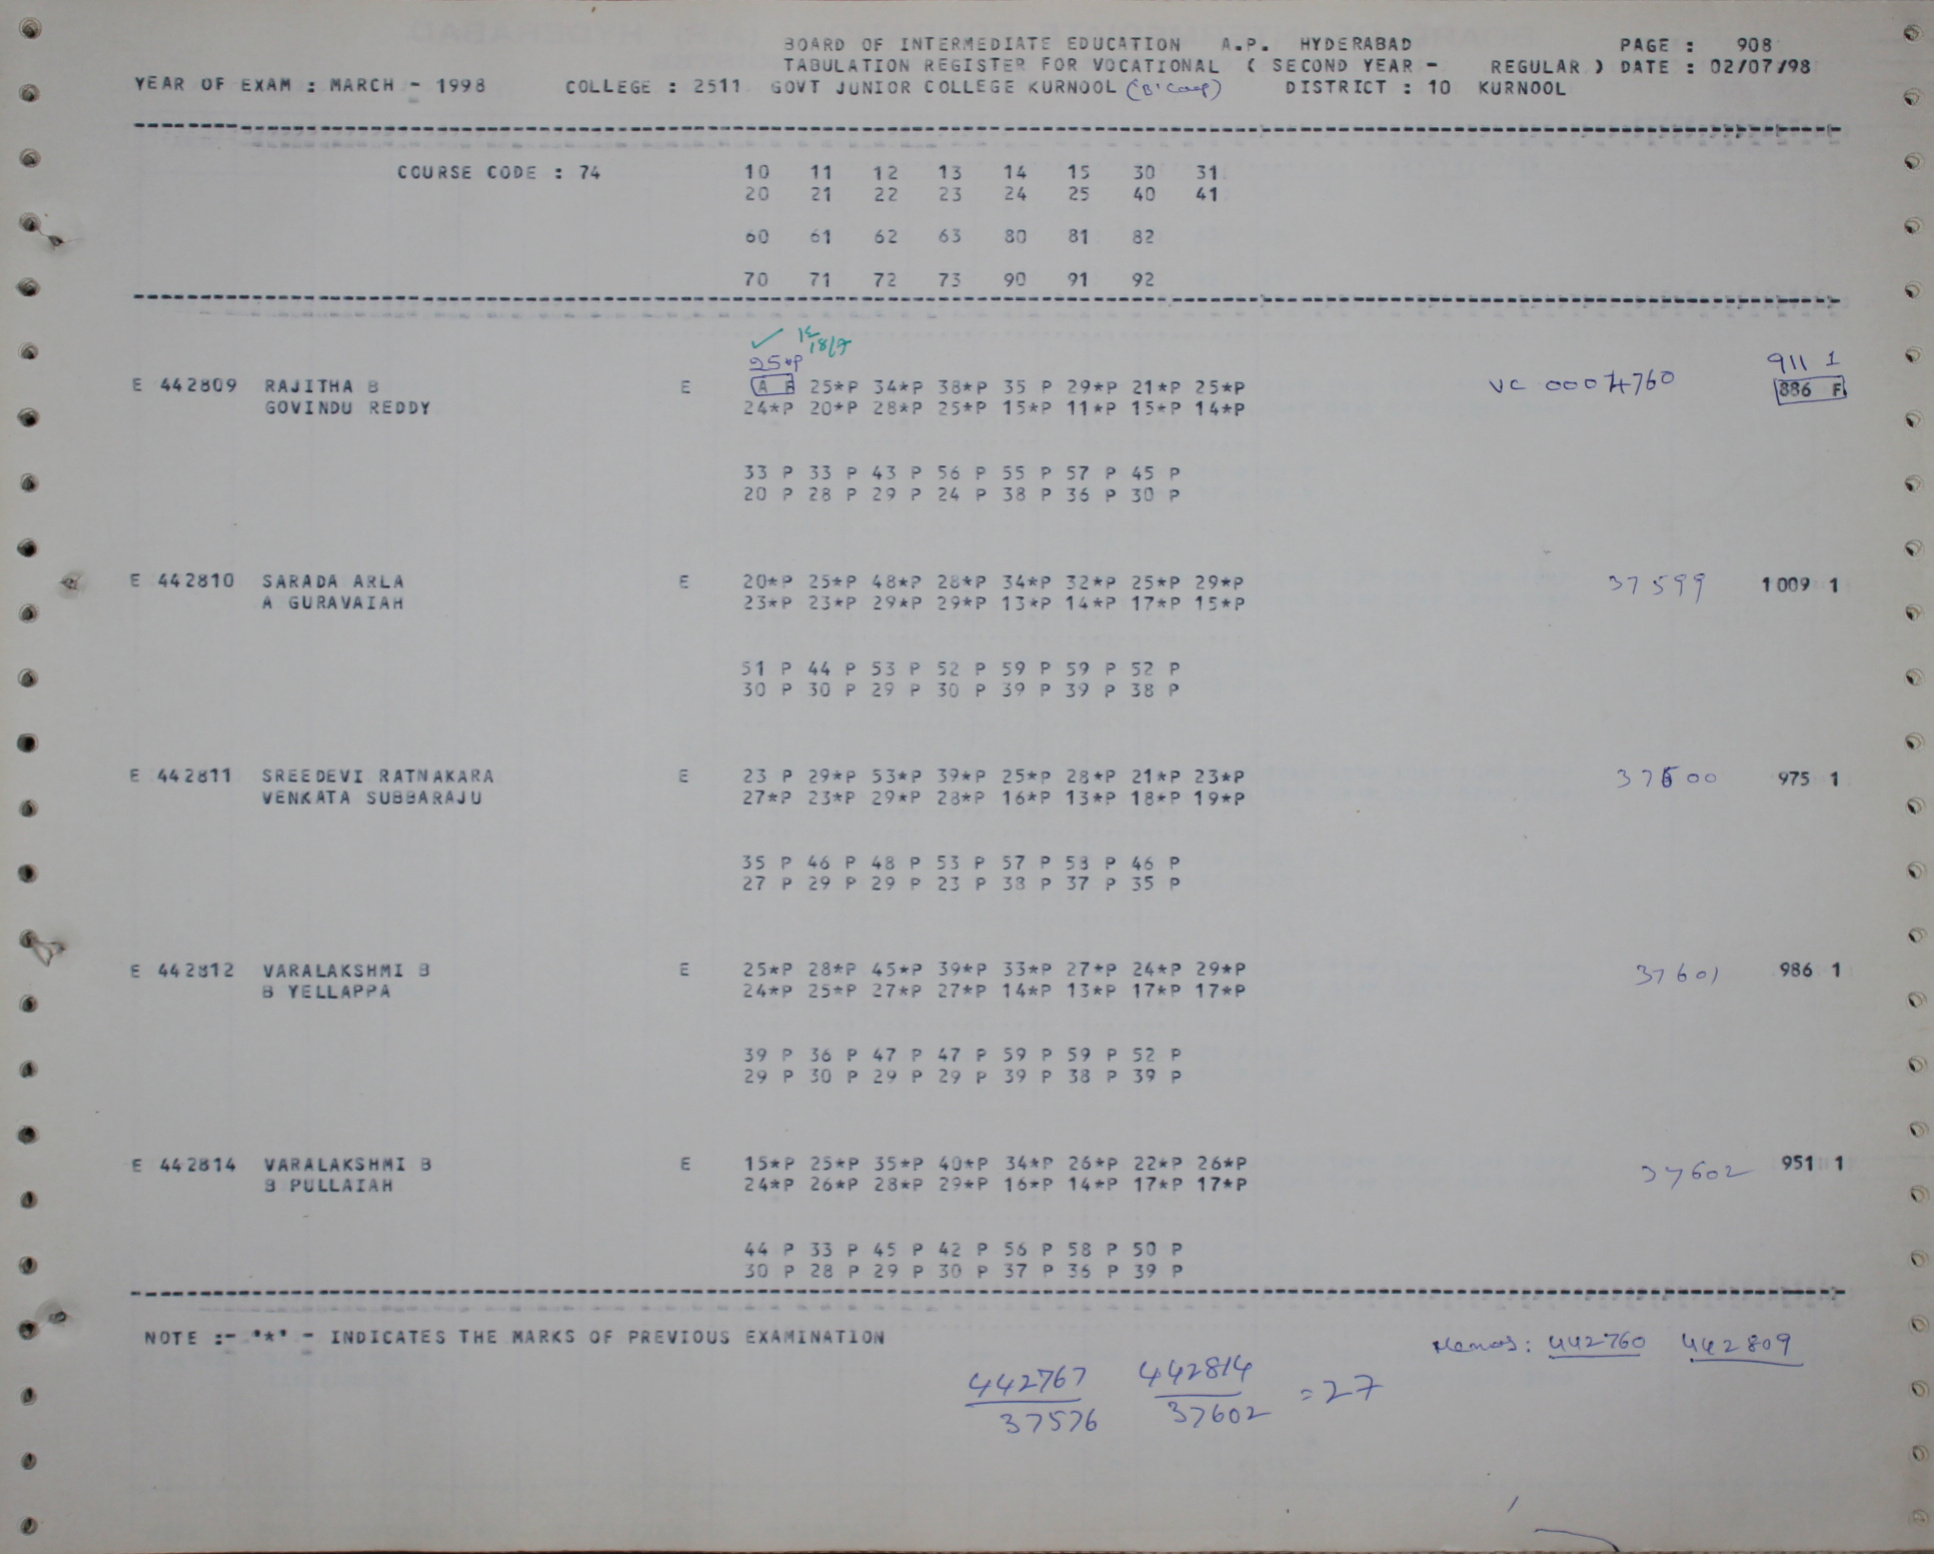 BOARD OF INTERMEDIATE EDUCATION A.P. HYDERABAD PAGE : 908
TABULATION REGISTER FOR VOCATIONAL ( SECOND YEAR - REGULAR ) DATE : 02/07/98
YEAR OF EXAM : MARCH - 1998 COLLEGE : 2511 GOVT JUNIOR COLLEGE KURNOOL DISTRICT : 10 KURNOOL
COURSE CODE : 74 10 11 12 13 14 15 30 31
20 21 22 23 24 25 40 41
60 61 62 63 80 81 82
70 71 72 73 90 91 92
18/9
25*P 911 1
E 442809 RAJITHA B E A F 25*P 34*P 38*P 35 P 29*P 21*P 25*P VC 00074760 886 F
GOVINDU REDDY 24*P 20*P 28*P 25*P 15*P 11*P 15*P 14*P
33 P 33 P 43 P 56 P 55 P 57 P 45 P
20 P 28 P 29 P 24 P 38 P 36 P 30 P
E 442810 SARADA ARLA E 20*P 25*P 48*P 28*P 34*P 32*P 25*P 29*P 37599 1009 1
A GURAVAIAH 23*P 23*P 29*P 29*P 13*P 14*P 17*P 15*P
51 P 44 P 53 P 52 P 59 P 59 P 52 P
30 P 30 P 29 P 30 P 39 P 39 P 38 P
E 442811 SREEDEVI RATNAKARA E 23 P 29*P 53*P 39*P 25*P 28*P 21*P 23*P 37600 975 1
VENKATA SUBBARAJU 27*P 23*P 29*P 28*P 16*P 13*P 18*P 19*P
35 P 46 P 48 P 53 P 57 P 58 P 46 P
27 P 29 P 29 P 23 P 38 P 37 P 35 P
E 442812 VARALAKSHMI B E 25*P 28*P 45*P 39*P 33*P 27*P 24*P 29*P 37601 986 1
B YELLAPPA 24*P 25*P 27*P 27*P 14*P 13*P 17*P 17*P
39 P 36 P 47 P 47 P 59 P 59 P 52 P
29 P 30 P 29 P 29 P 39 P 38 P 39 P
E 442814 VARALAKSHMI B E 15*P 25*P 35*P 40*P 34*P 26*P 22*P 26*P 37602 951 1
B PULLAIAH 24*P 26*P 28*P 29*P 16*P 14*P 17*P 17*P
44 P 33 P 45 P 42 P 56 P 58 P 50 P
30 P 28 P 29 P 30 P 37 P 36 P 39 P
NOTE :- "*" - INDICATES THE MARKS OF PREVIOUS EXAMINATION
Memos: 442760 442809
442767 442814 = 27
37576 37602